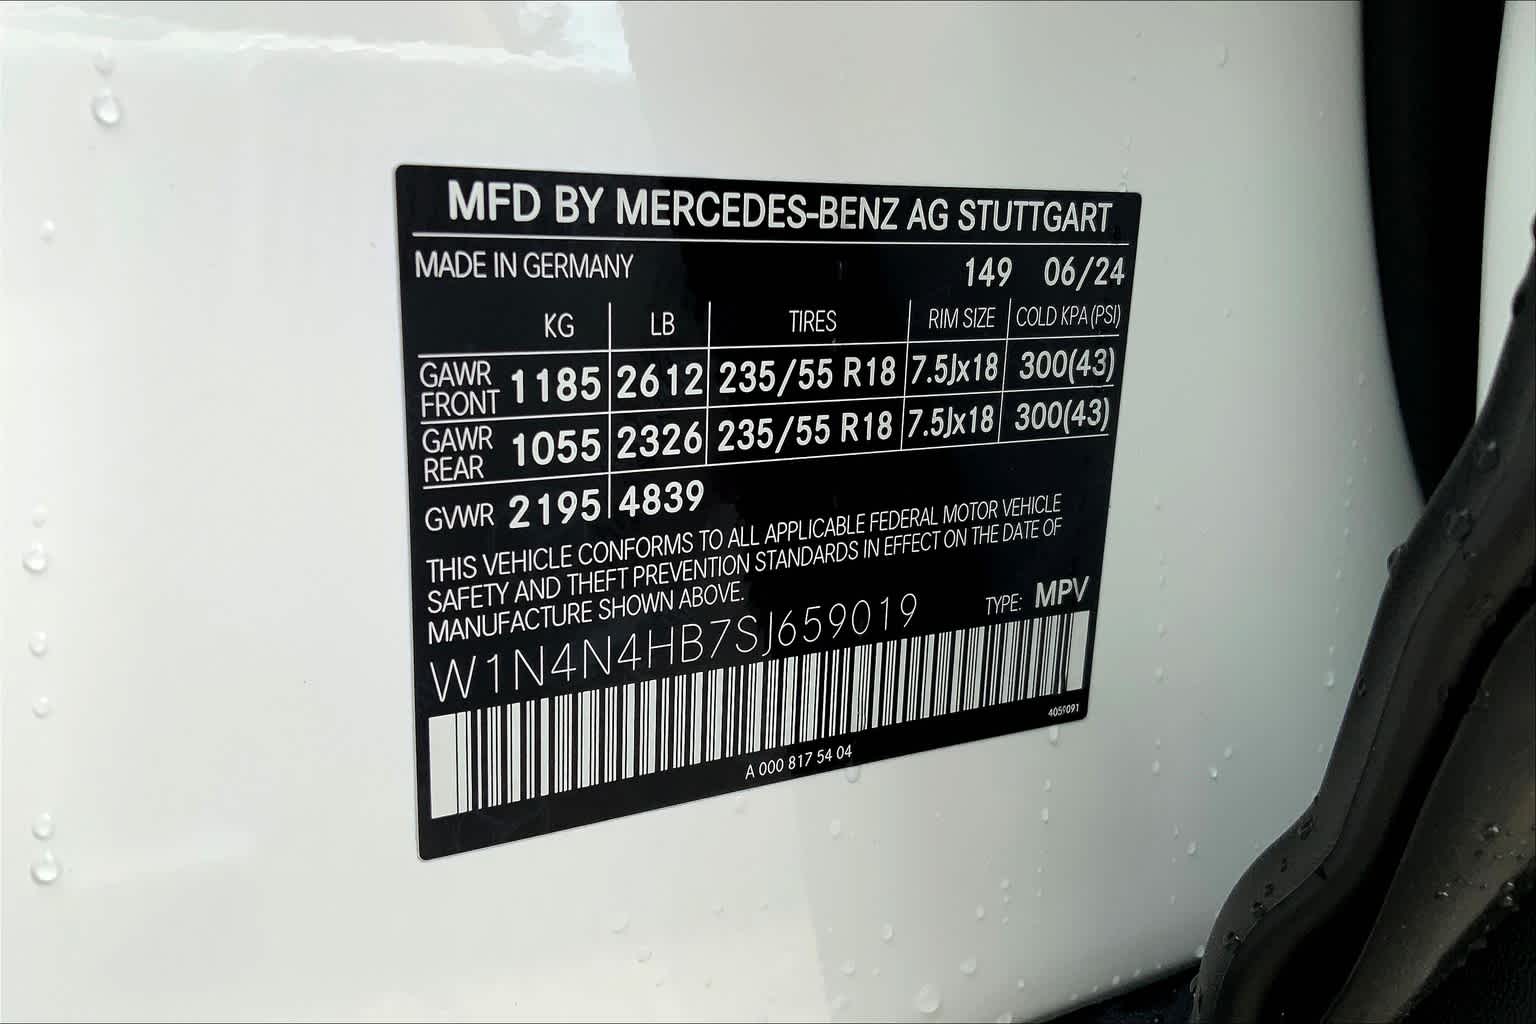 MFD BY MERCEDES-BENZ AG STUTTGART
MADE IN GERMANY 149 06/24
KG LB TIRES RIM SIZE COLD KPA (PSI)
GAWR FRONT 1185 2612 235/55 R18 7.5Jx18 300(43)
GAWR REAR 1055 2326 235/55 R18 7.5Jx18 300(43)
GVWR 2195 4839
THIS VEHICLE CONFORMS TO ALL APPLICABLE FEDERAL MOTOR VEHICLE
SAFETY AND THEFT PREVENTION STANDARDS IN EFFECT ON THE DATE OF
MANUFACTURE SHOWN ABOVE.
TYPE: MPV
W1N4N4HB7SJ659019
A 000 817 54 04